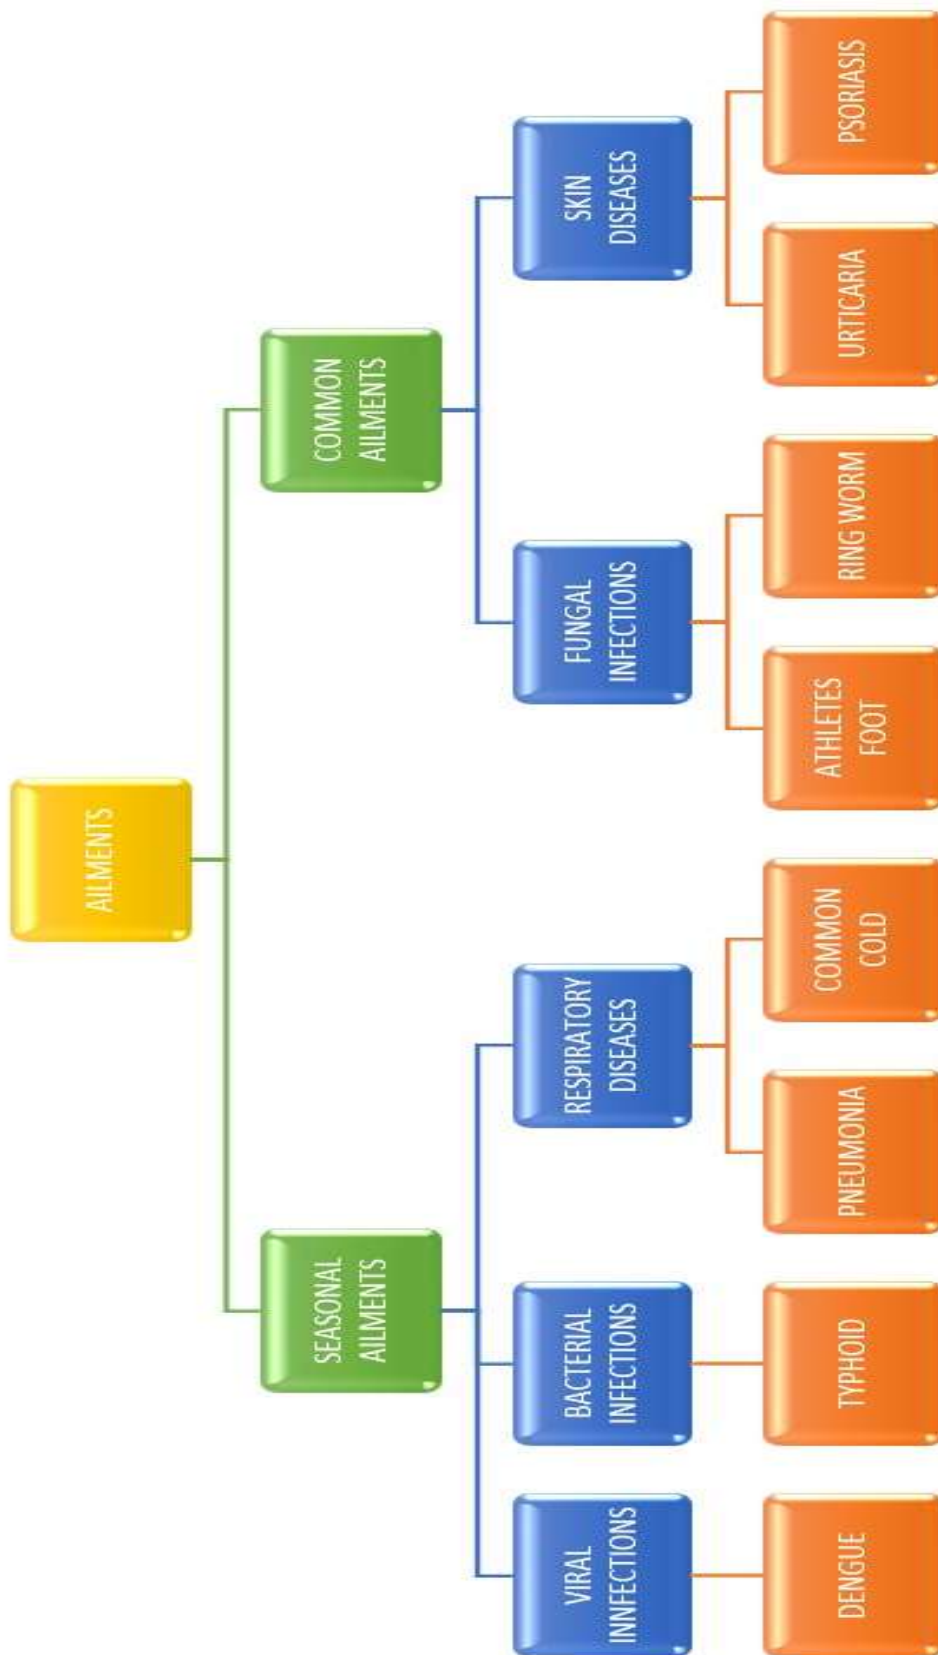 AILMENTS
SEASONAL
AILMENTS
COMMON
AILMENTS
VIRAL
INNFECTIONS
BACTERIAL
INFECTIONS
RESPIRATORY
DISEASES
FUNGAL
INFECTIONS
SKIN
DISEASES
DENGUE
TYPHOID
PNEUMONIA
COMMON
COLD
ATHLETES
FOOT
RING WORM
URTICARIA
PSORIASIS